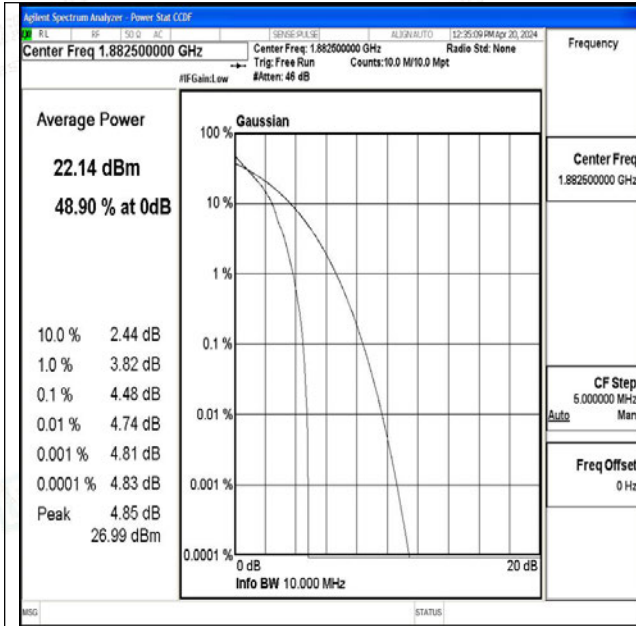 Agilent Spectrum Analyzer - Power Stat CCDF
RL RF 50 Ω AC SENSE:PULSE ALIGNAUTO 12:35:09 PM Apr 20, 2024
Center Freq 1.882500000 GHz
Center Freq: 1.882500000 GHz Radio Std: None
Trig: Free Run Counts:10.0 M/10.0 Mpt
#IFGain:Low #Atten: 46 dB
Frequency
Average Power
22.14 dBm
48.90 % at 0dB
10.0 % 2.44 dB
1.0 % 3.82 dB
0.1 % 4.48 dB
0.01 % 4.74 dB
0.001 % 4.81 dB
0.0001 % 4.83 dB
Peak 4.85 dB
26.99 dBm
Gaussian
100 %
10 %
1 %
0.1 %
0.01 %
0.001 %
0.0001 %
0 dB 20 dB
Info BW 10.000 MHz
Center Freq
1.882500000 GHz
CF Step
5.000000 MHz
Auto Man
Freq Offset
0 Hz
MSG STATUS